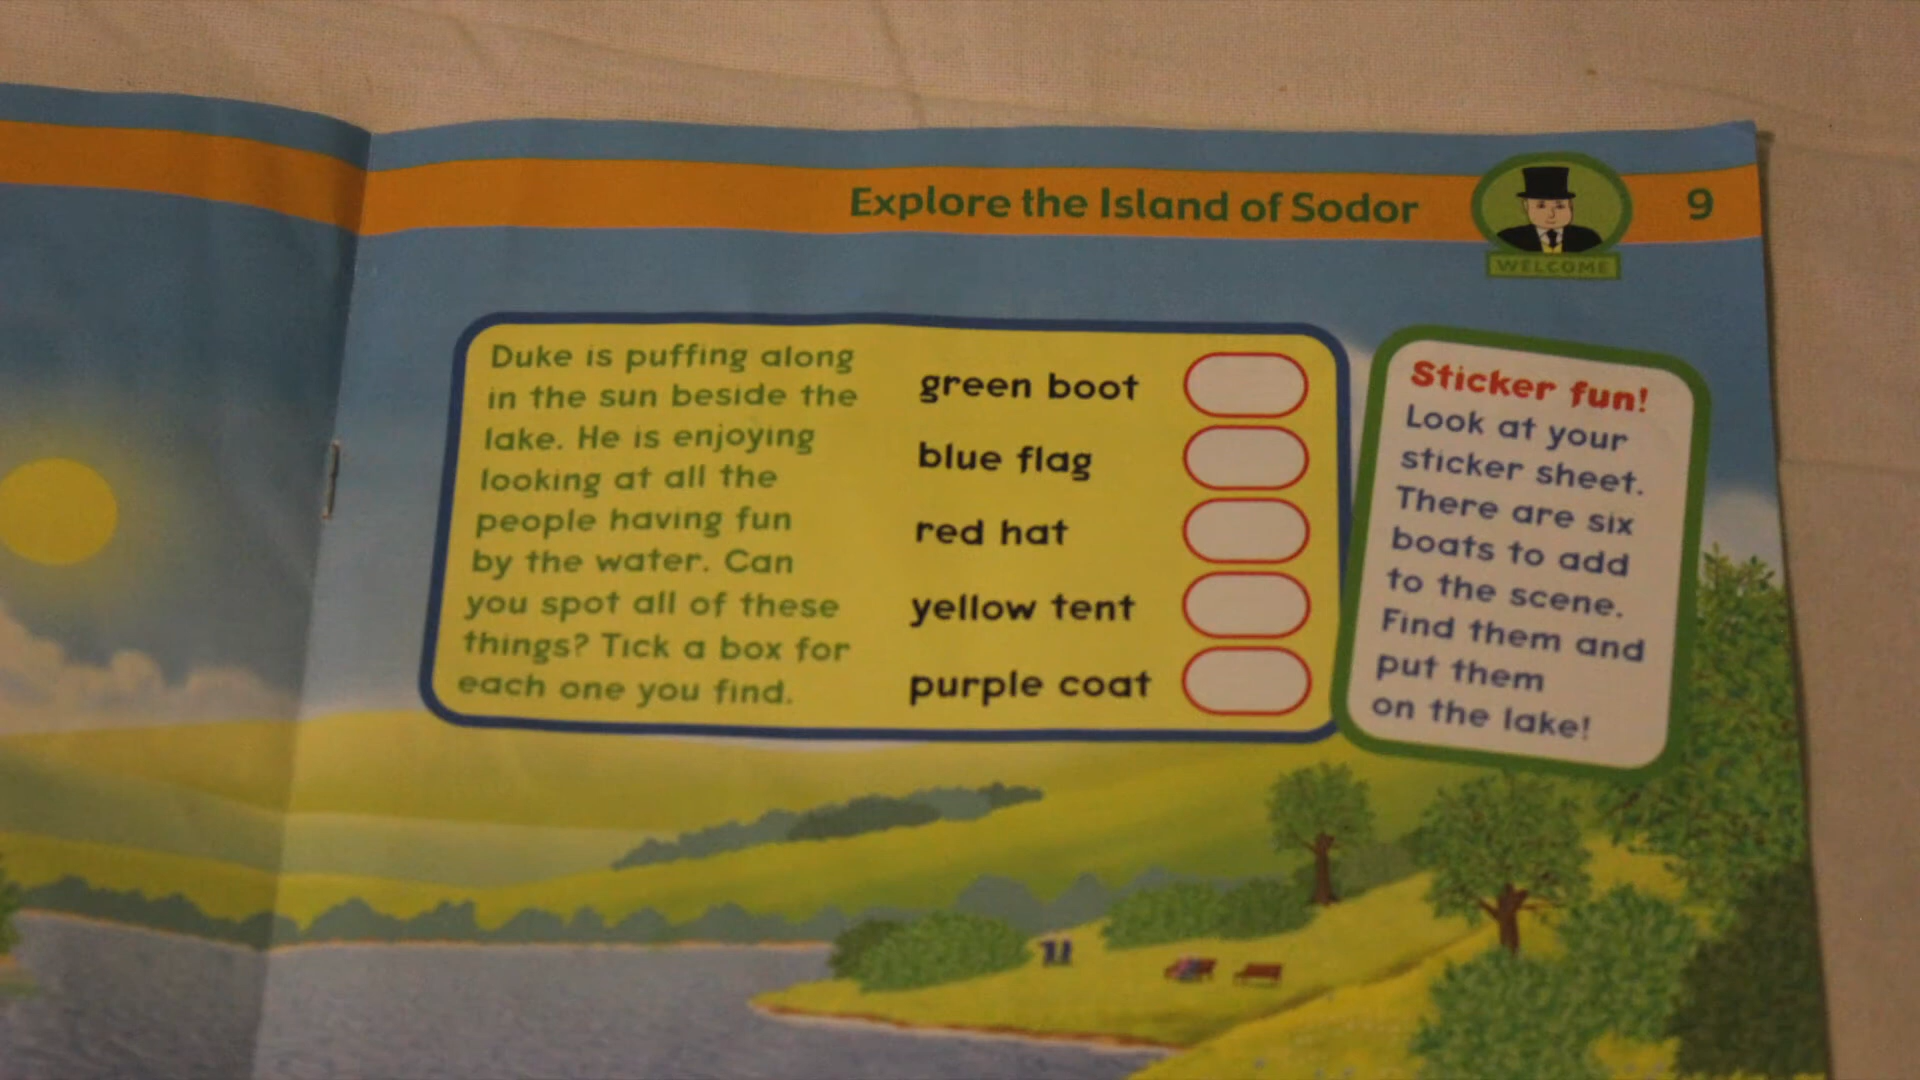 Explore the Island of Sodor
WELCOME
9
Duke is puffing along
in the sun beside the
lake. He is enjoying
looking at all the
people having fun
by the water. Can
you spot all of these
things? Tick a box for
each one you find.
green boot
blue flag
red hat
yellow tent
purple coat
Sticker fun!
Look at your
sticker sheet.
There are six
boats to add
to the scene.
Find them and
put them
on the lake!